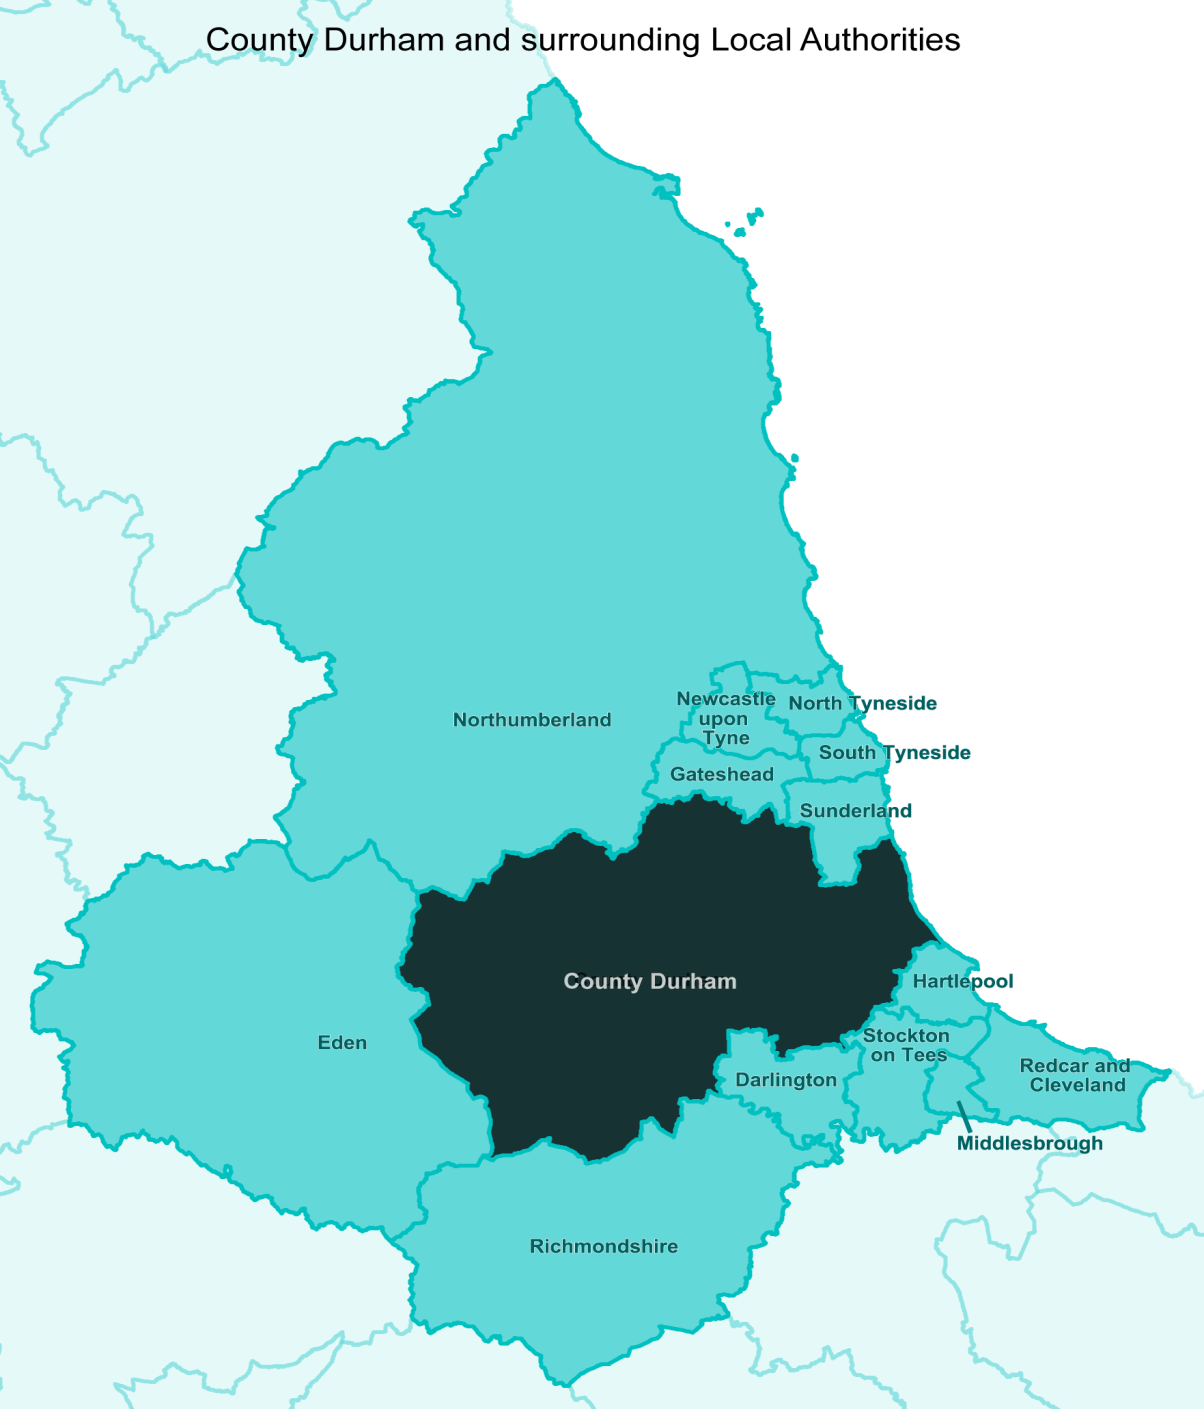 County Durham and surrounding Local Authorities
Newcastle
upon
Tyne
North Tyneside
Northumberland
South Tyneside
Gateshead
Sunderland
County Durham
Hartlepool
Eden
Stockton
on Tees
Redcar and
Cleveland
Darlington
Middlesbrough
Richmondshire